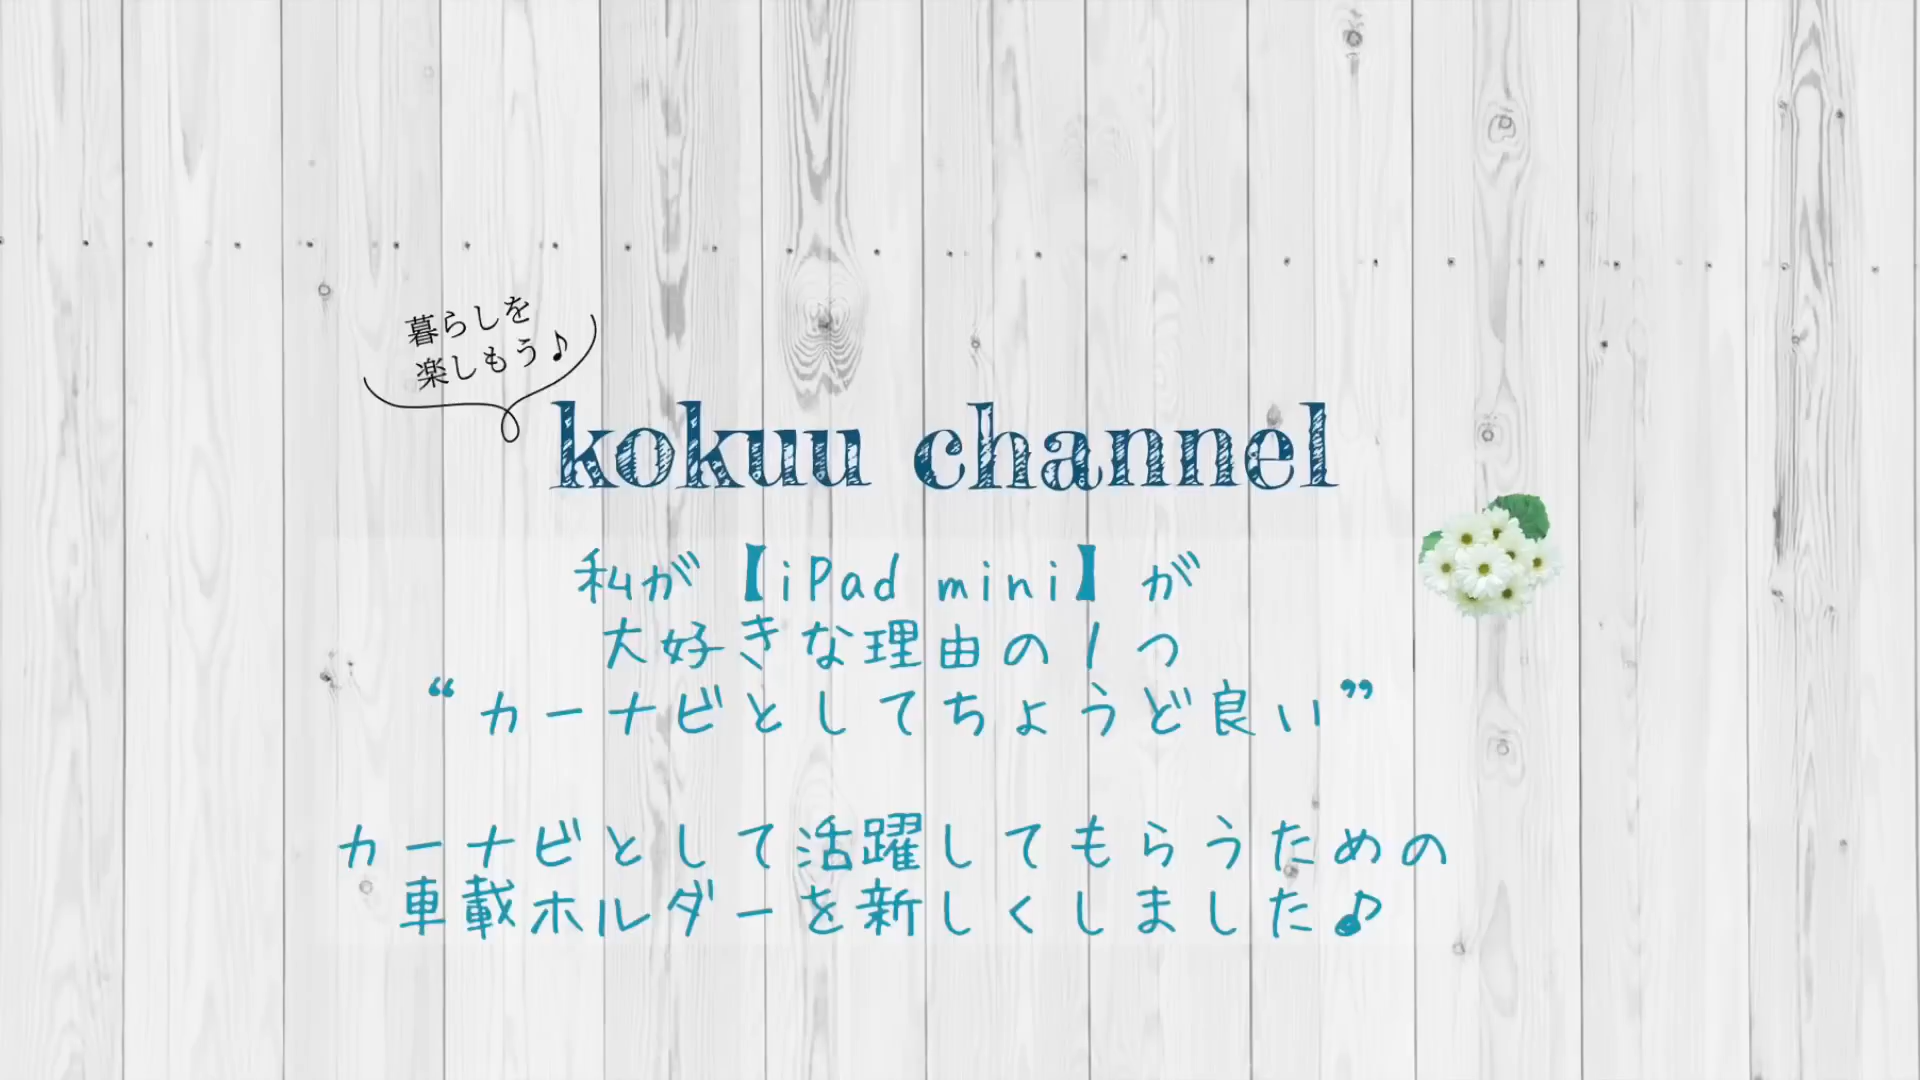 暮らしを
楽しもう♪
kokuu channel
私が【iPad mini】が
大好きな理由の1つ
“カーナビとしてちょうど良い”
カーナビとして活躍してもらうための
車載ホルダーを新しくしました♪